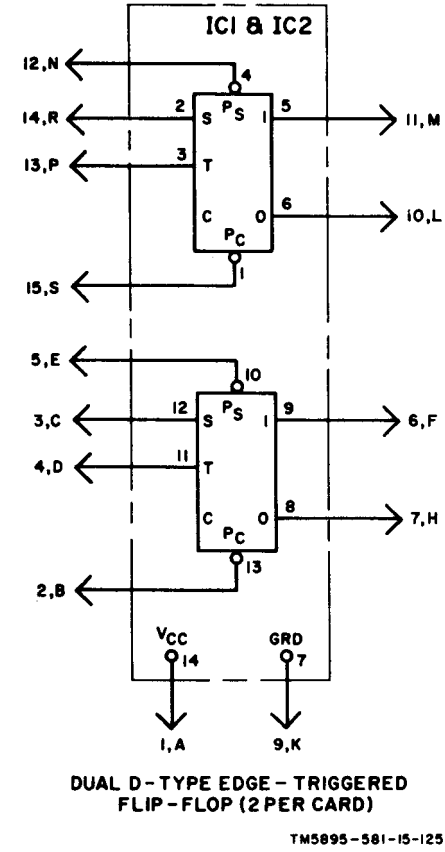 IC1 & IC2
12,N
4
PS
14,R
2
S
1
5
11,M
13,P
3
T
C
0
6
10,L
PC
1
15,S
5,E
10
PS
3,C
12
S
1
9
6,F
4,D
11
T
C
0
8
7,H
PC
13
2,B
VCC
14
GRD
7
1,A
9,K
DUAL D-TYPE EDGE-TRIGGERED
FLIP-FLOP (2 PER CARD)
TM5895-581-15-125